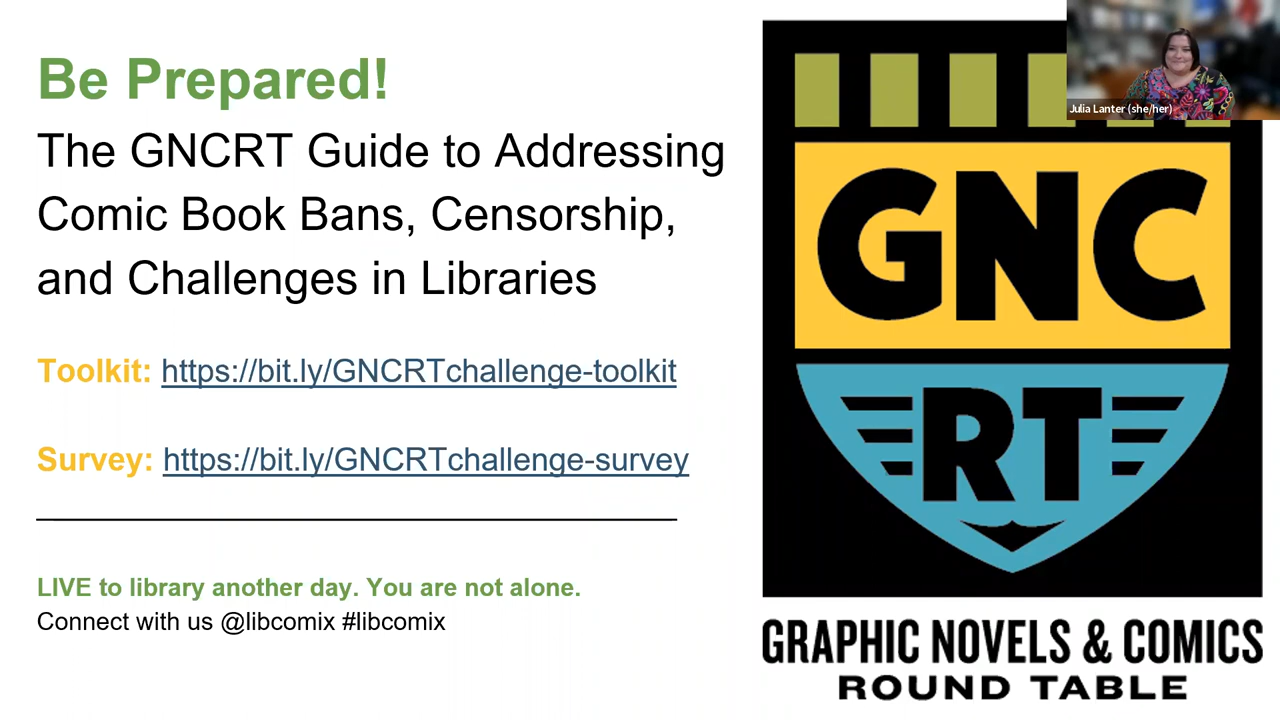 Be Prepared!
The GNCRT Guide to Addressing
Comic Book Bans, Censorship,
and Challenges in Libraries
Toolkit: https://bit.ly/GNCRTchallenge-toolkit
Survey: https://bit.ly/GNCRTchallenge-survey
LIVE to library another day. You are not alone.
Connect with us @libcomix #libcomix
Julia Lanter (she/her)
GNC
RT
GRAPHIC NOVELS & COMICS
ROUND TABLE